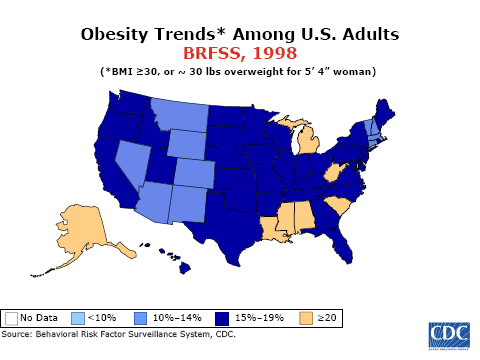 Obesity Trends* Among U.S. Adults
BRFSS, 1998
(*BMI ≥30, or ~ 30 lbs overweight for 5’ 4” woman)
No Data <10% 10%–14% 15%–19% ≥20
Source: Behavioral Risk Factor Surveillance System, CDC.
CDC